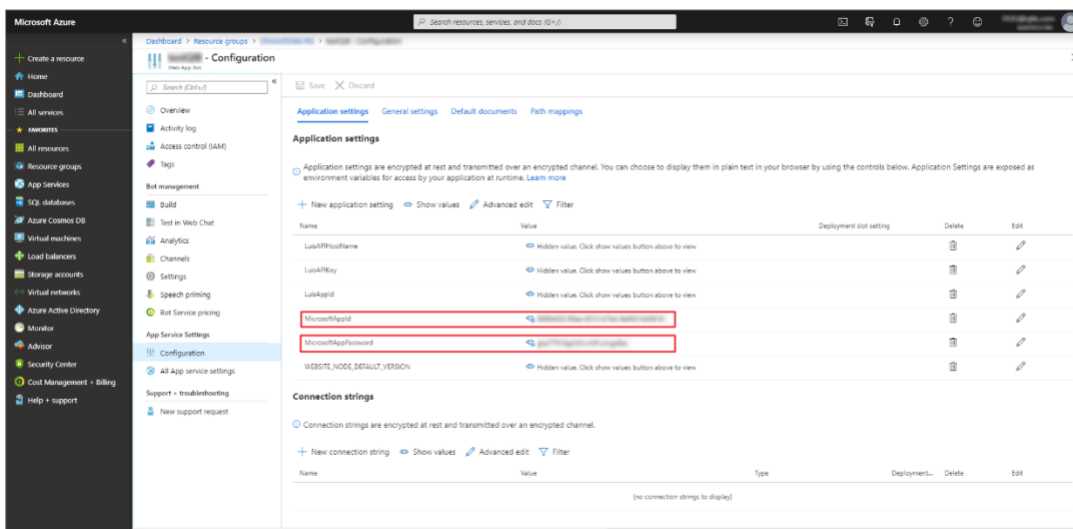 Microsoft Azure
Search resources, services, and docs (G+/)
Dashboard > Resource groups > > - Configuration
- Configuration
Web App Bot
Create a resource
Home
Dashboard
All services
FAVORITES
All resources
Resource groups
App Services
SQL databases
Azure Cosmos DB
Virtual machines
Load balancers
Storage accounts
Virtual networks
Azure Active Directory
Monitor
Advisor
Security Center
Cost Management + Billing
Help + support
Search (Ctrl+/)
Overview
Activity log
Access control (IAM)
Tags
Bot management
Build
Test in Web Chat
Analytics
Channels
Settings
Speech priming
Bot Service pricing
App Service Settings
Configuration
All App service settings
Support + troubleshooting
New support request
Save Discard
Application settings General settings Default documents Path mappings
Application settings
Application settings are encrypted at rest and transmitted over an encrypted channel. You can choose to display them in plain text in your browser by using the controls below. Application Settings are exposed as
environment variables for access by your application at runtime. Learn more
New application setting Show values Advanced edit Filter
Name Value Deployment slot setting Delete Edit
LuisAPIHostName Hidden value. Click show values button above to view
LuisAPIKey Hidden value. Click show values button above to view
LuisAppId Hidden value. Click show values button above to view
MicrosoftAppId
MicrosoftAppPassword
WEBSITE_NODE_DEFAULT_VERSION Hidden value. Click show values button above to view
Connection strings
Connection strings are encrypted at rest and transmitted over an encrypted channel.
New connection string Show values Advanced edit Filter
Name Value Type Deployment... Delete Edit
(no connection strings to display)